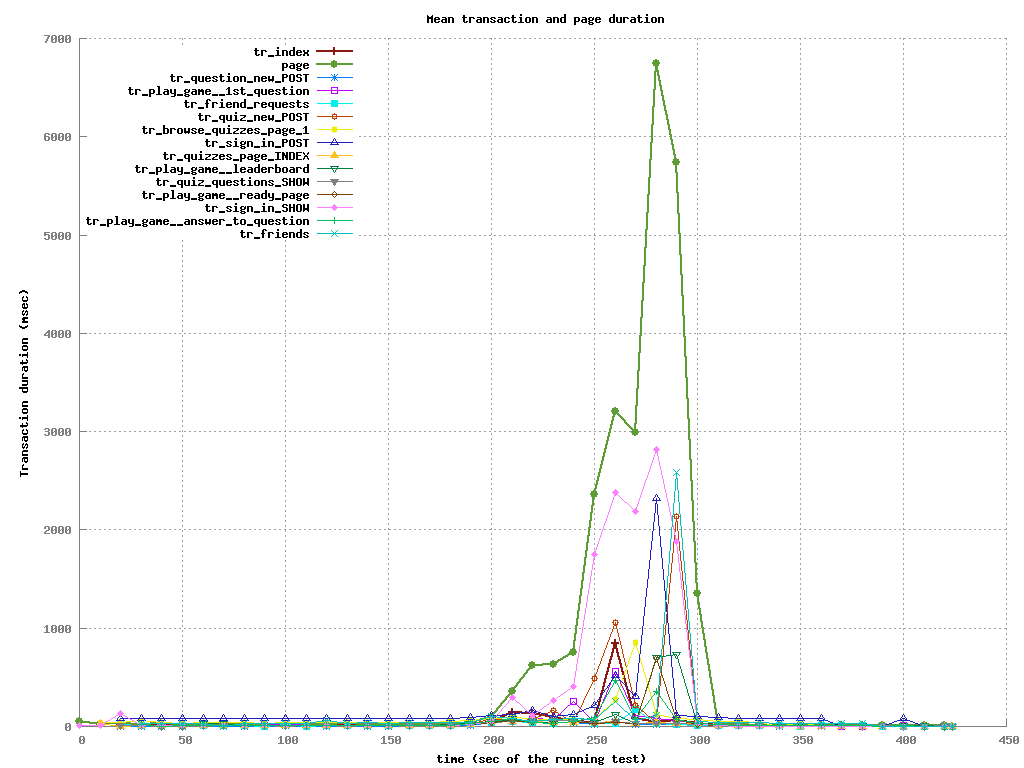 Mean transaction and page duration
7000
6000
5000
4000
3000
2000
1000
0
Transaction duration (msec)
tr_index
page
tr_question_new_POST
tr_play_game__1st_question
tr_friend_requests
tr_quiz_new_POST
tr_browse_quizzes_page_1
tr_sign_in_POST
tr_quizzes_page_INDEX
tr_play_game__leaderboard
tr_quiz_questions_SHOW
tr_play_game__ready_page
tr_sign_in_SHOW
tr_play_game__answer_to_question
tr_friends
0 50 100 150 200 250 300 350 400 450
time (sec of the running test)